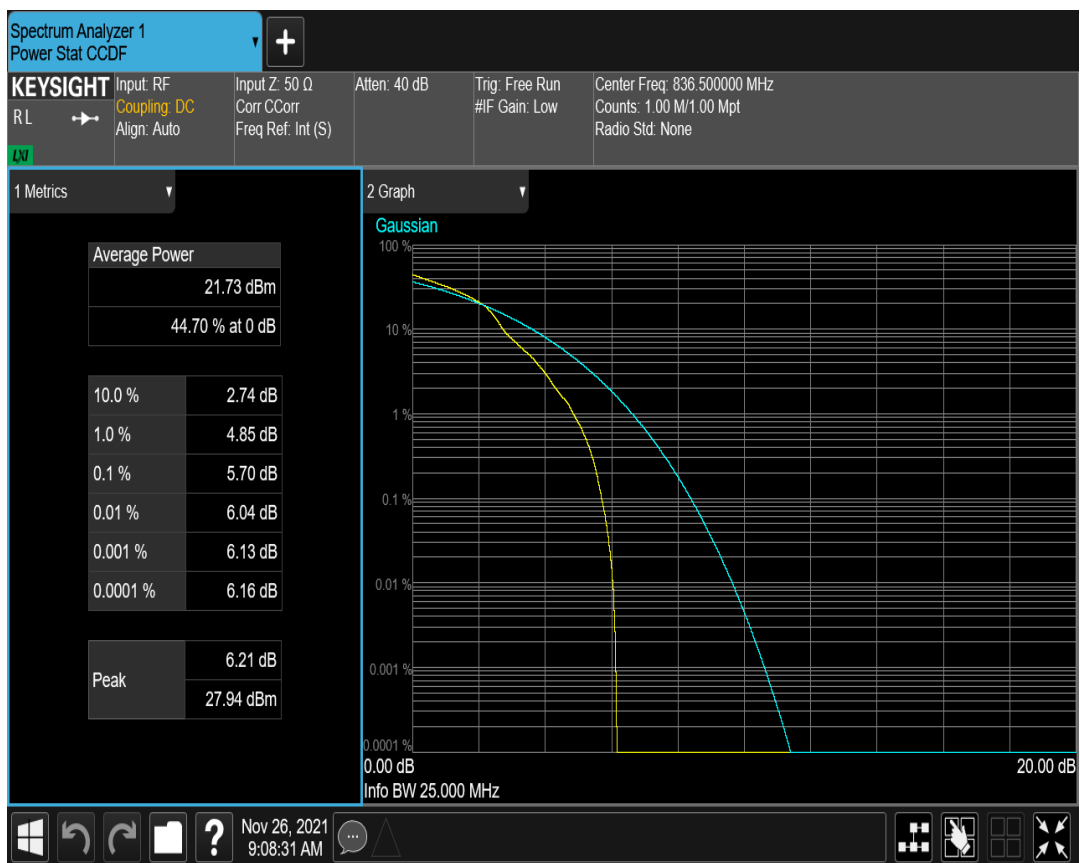 Spectrum Analyzer 1
Power Stat CCDF
KEYSIGHT
RL
LXI
Input: RF
Coupling: DC
Align: Auto
Input Z: 50 Ω
Corr CCorr
Freq Ref: Int (S)
Atten: 40 dB
Trig: Free Run
#IF Gain: Low
Center Freq: 836.500000 MHz
Counts: 1.00 M/1.00 Mpt
Radio Std: None
1 Metrics
Average Power
21.73 dBm
44.70 % at 0 dB
10.0 % 2.74 dB
1.0 % 4.85 dB
0.1 % 5.70 dB
0.01 % 6.04 dB
0.001 % 6.13 dB
0.0001 % 6.16 dB
Peak
6.21 dB
27.94 dBm
2 Graph
Gaussian
100 %
10 %
1 %
0.1 %
0.01 %
0.001 %
0.0001 %
0.00 dB 20.00 dB
Info BW 25.000 MHz
?
Nov 26, 2021
9:08:31 AM